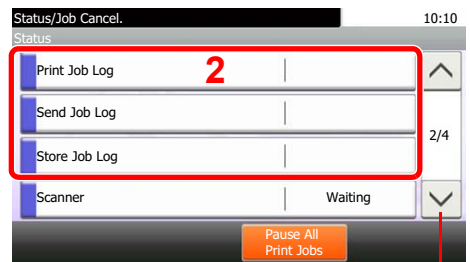 Status/Job Cancel. 10:10
Status
Print Job Log 2
Send Job Log
2/4
Store Job Log
Scanner Waiting
Pause All
Print Jobs